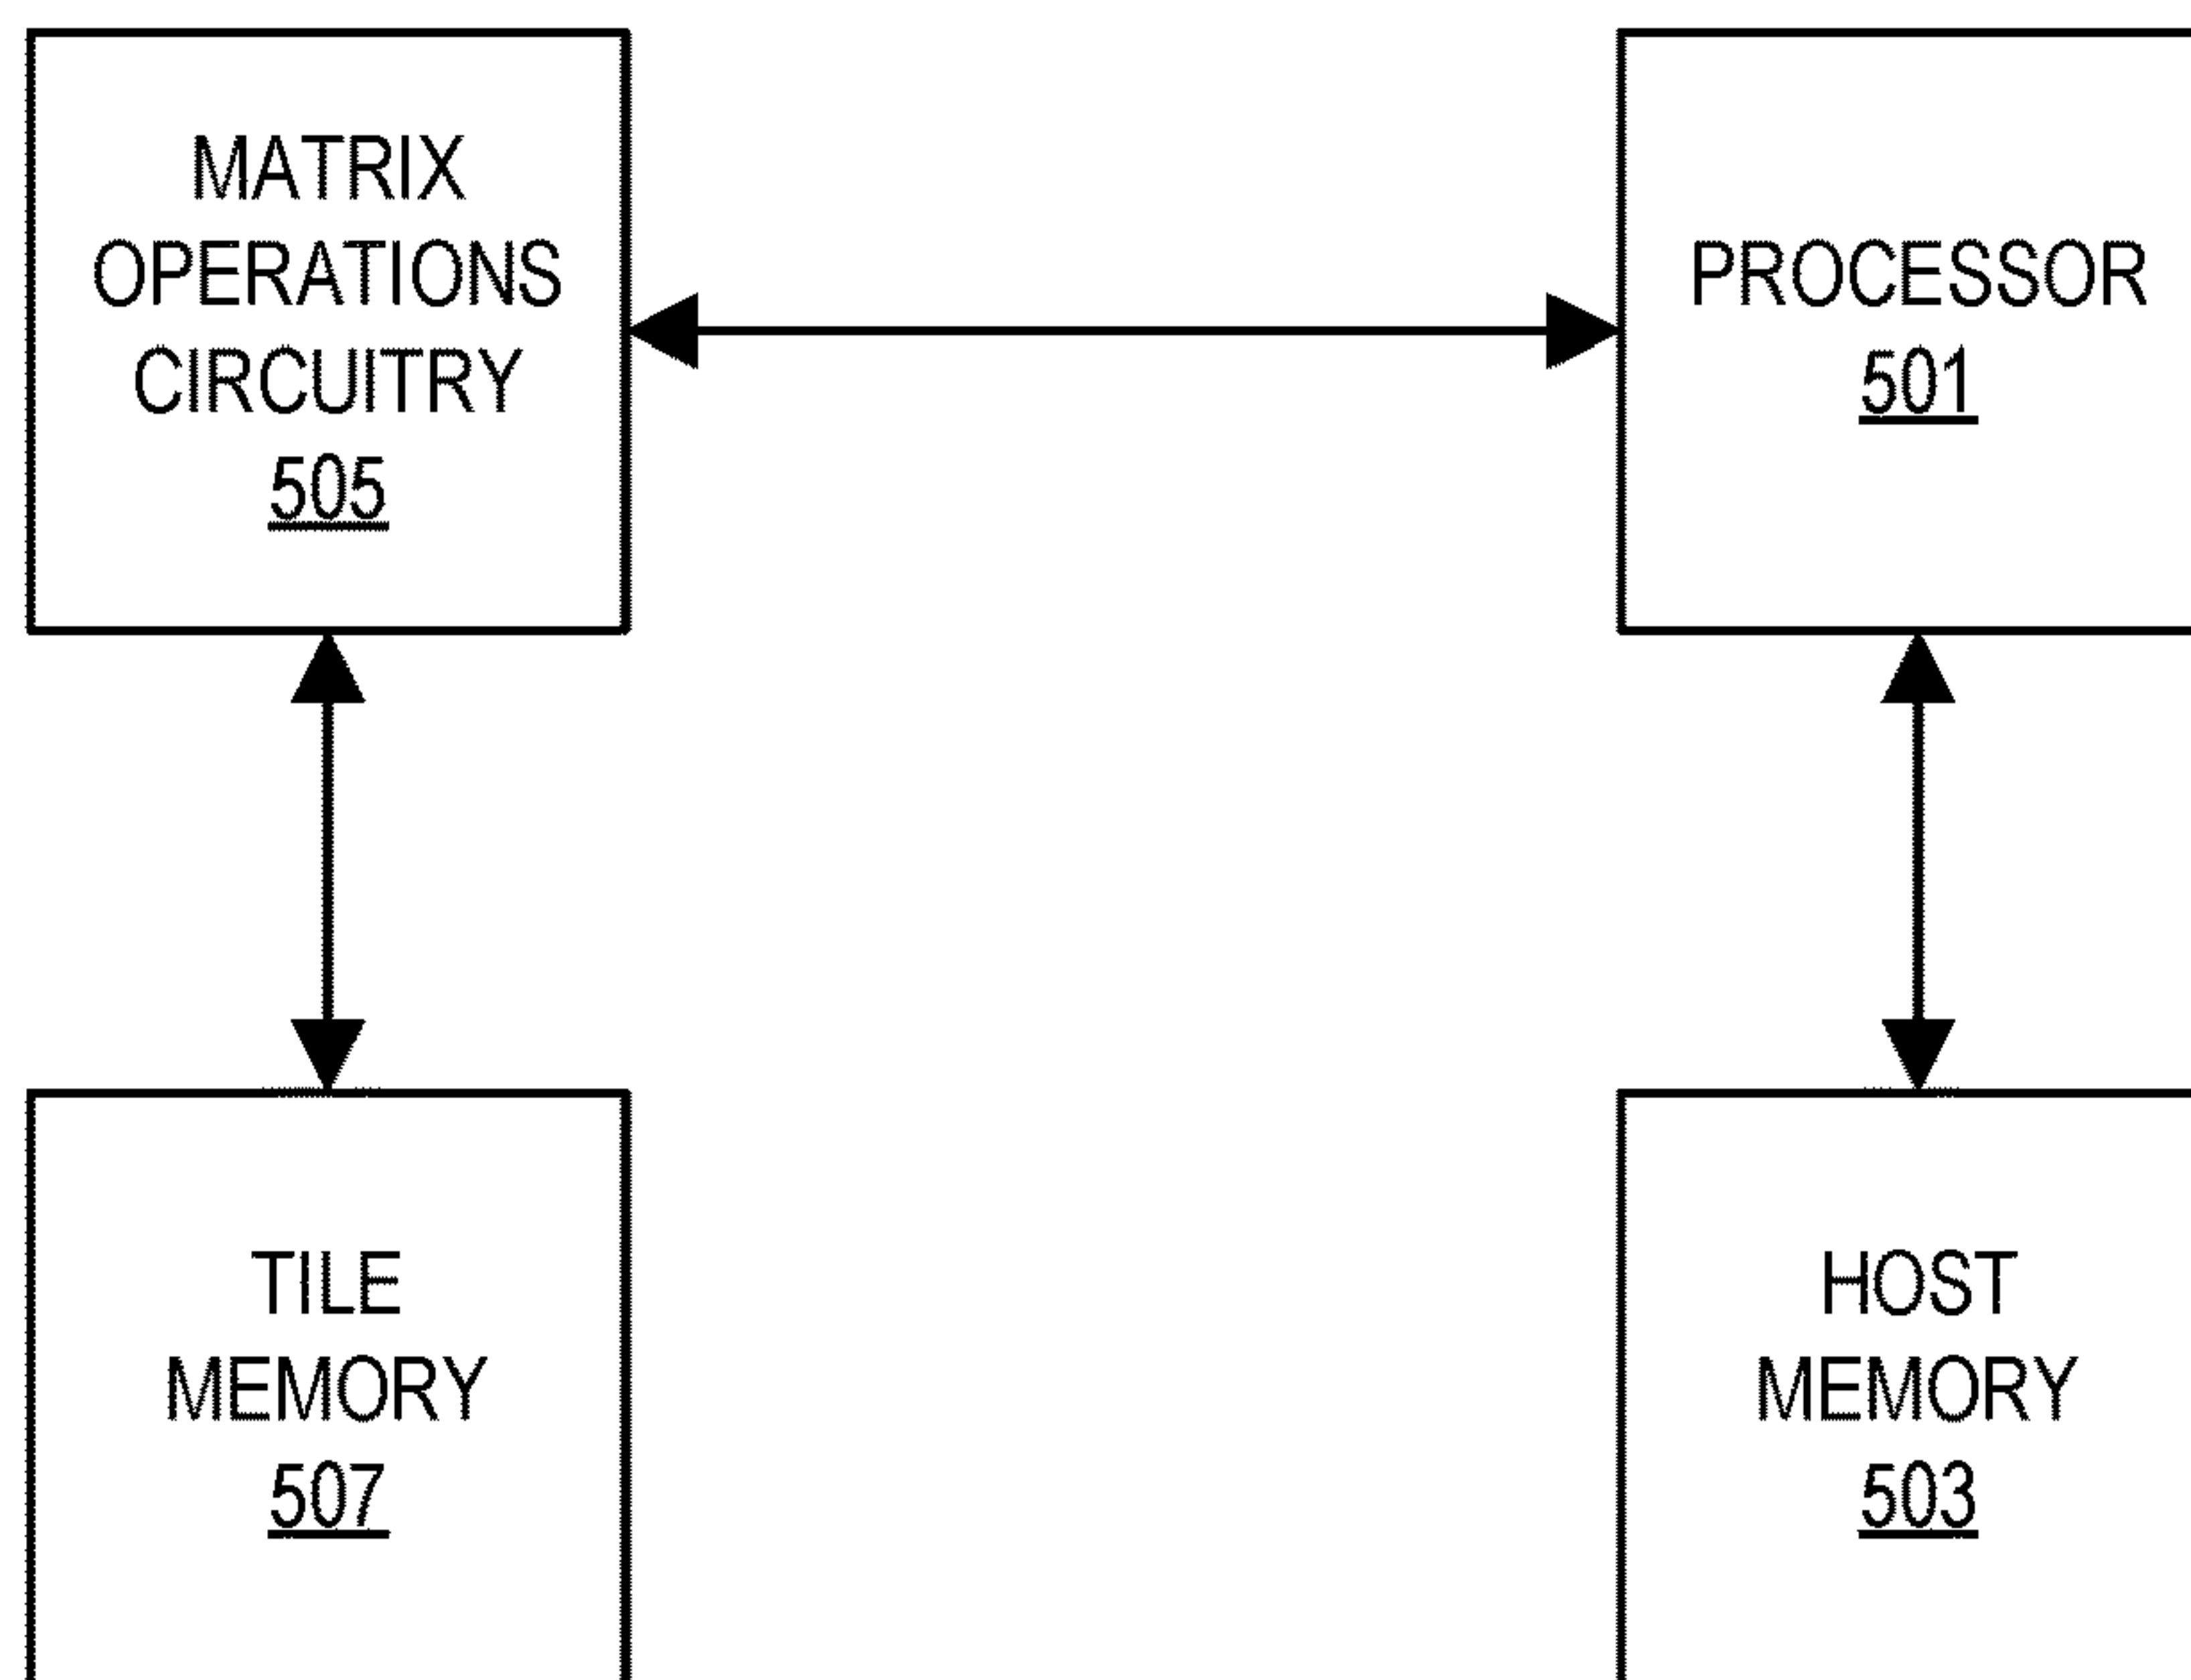 MATRIX
OPERATIONS
CIRCUITRY
505
PROCESSOR
501
TILE
MEMORY
507
HOST
MEMORY
503